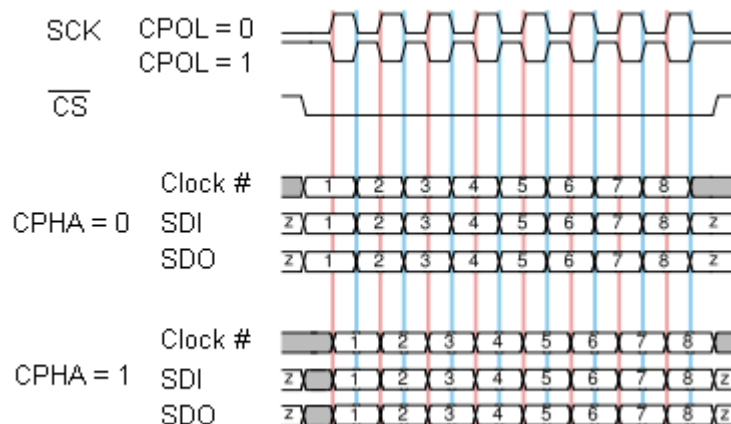 SCK CPOL = 0
CPOL = 1
CS
Clock # 1 2 3 4 5 6 7 8
CPHA = 0 SDI z 1 2 3 4 5 6 7 8 z
SDO z 1 2 3 4 5 6 7 8 z
Clock # 1 2 3 4 5 6 7 8
CPHA = 1 SDI z 1 2 3 4 5 6 7 8 z
SDO z 1 2 3 4 5 6 7 8 z